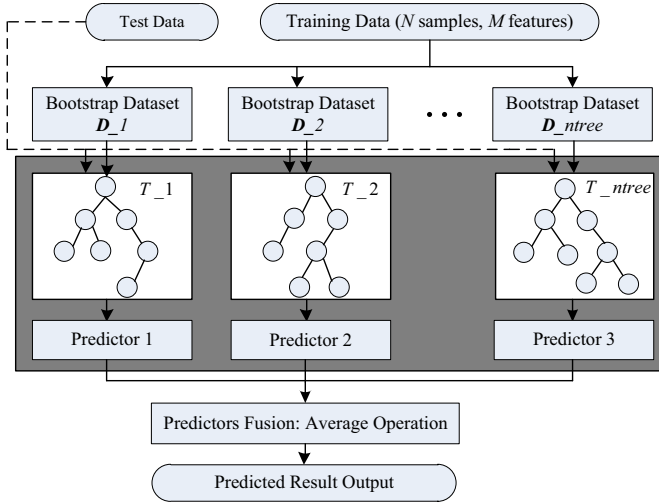 Test Data
Training Data (N samples, M features)
Bootstrap Dataset
D_1
Bootstrap Dataset
D_2
...
Bootstrap Dataset
D_ntree
T_1
T_2
T_ntree
Predictor 1
Predictor 2
Predictor 3
Predictors Fusion: Average Operation
Predicted Result Output